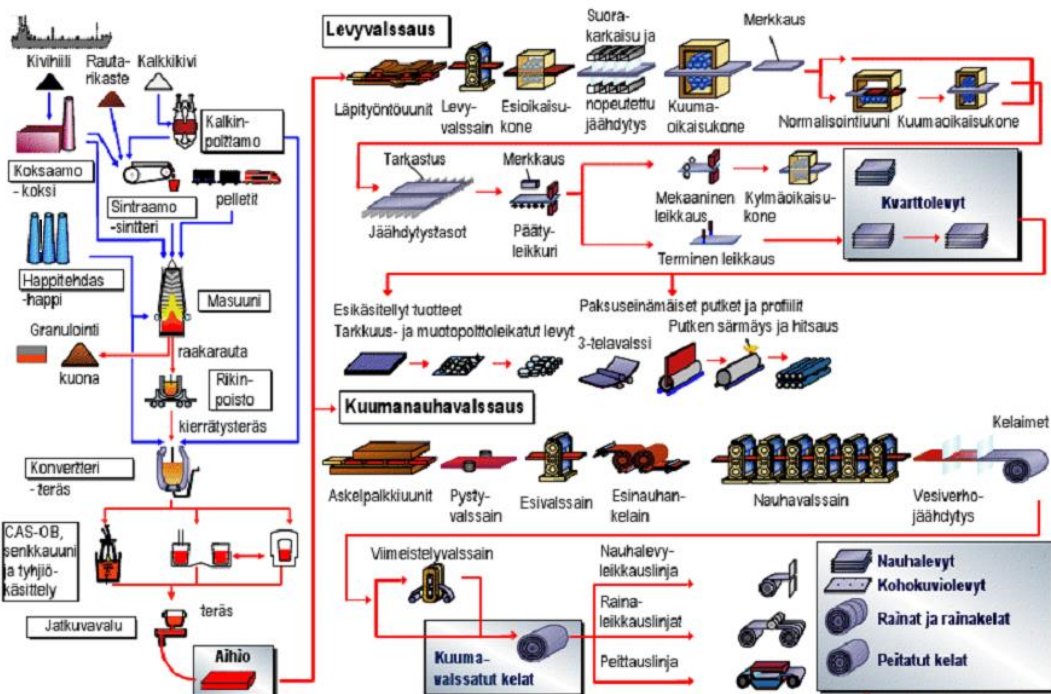 Kivihiili
Rauta-
rikaste
Kalkkikivi
Kalkin-
polttamo
Koksaamo
- koksi
Sintraamo
-sintteri
pelletit
Happitehdas
-happi
Masuuni
Granulointi
kuona
raakarauta
Rikin-
poisto
kierrätysteräs
Konvertteri
- teräs
CAS-OB,
senkkauuni
ja tyhjiö-
käsittely
teräs
Jatkuvavalu
Aihio
Levyvalssaus
Läpityöntöuunit
Levy-
valssain
Esioikaisu-
kone
Suora-
karkaisu ja
nopeutettu
jäähdytys
Kuuma-
oikaisukone
Merkkaus
Normalisointiuuni
Kuumaoikaisukone
Tarkastus
Jäähdytystasot
Merkkaus
Pääty-
leikkuri
Mekaaninen
leikkaus
Kylmäoikaisu-
kone
Terminen leikkaus
Kvarttolevyt
Esikäsitellyt tuotteet
Tarkkuus- ja muotopolttoleikatut levyt
Paksuseinämäiset putket ja profiilit
3-telavalssi
Putken särmäys ja hitsaus
Kuumanauhavalssaus
Askelpalkkiuunit
Pysty-
valssain
Esivalssain
Esinauhan-
kelain
Nauhavalssain
Vesiverho-
jäähdytys
Kelaimet
Viimeistelyvalssain
Kuuma-
valssatut kelat
Nauhalevy-
leikkauslinja
Raina-
leikkauslinjat
Peittauslinja
Nauhalevyt
Kohokuviolevyt
Rainat ja rainakelat
Peitatut kelat